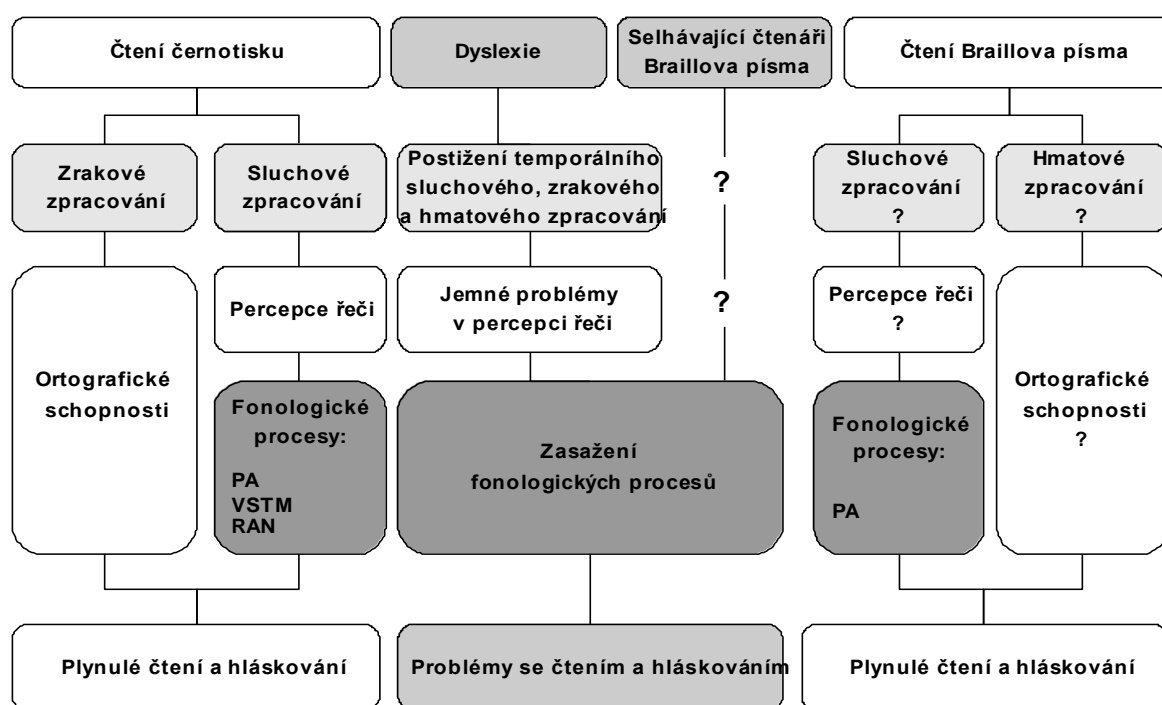 Čtení černotisku
Dyslexie
Selhávající čtenáři
Braillova písma
Čtení Braillova písma
Zrakové
zpracování
Sluchové
zpracování
Postižení temporálního
sluchového, zrakového
a hmatového zpracování
?
Sluchové
zpracování
?
Hmatové
zpracování
?
Percepce řeči
Jemné problémy
v percepci řeči
?
Percepce řeči
?
Ortografické
schopnosti
Fonologické
procesy:
PA
VSTM
RAN
Zasažení
fonologických procesů
Fonologické
procesy:
PA
Ortografické
schopnosti
?
Plynulé čtení a hláskování
Problémy se čtením a hláskováním
Plynulé čtení a hláskování